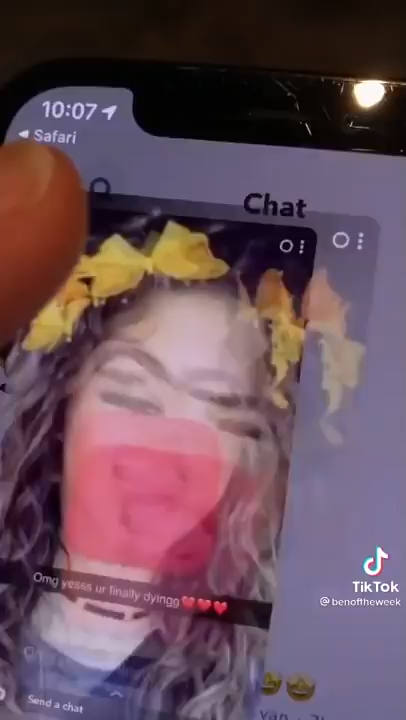 10:07
Safari
Chat
Omg yesss ur finally dyingg❤️❤️❤️
Send a chat
TikTok
@benoftheweek